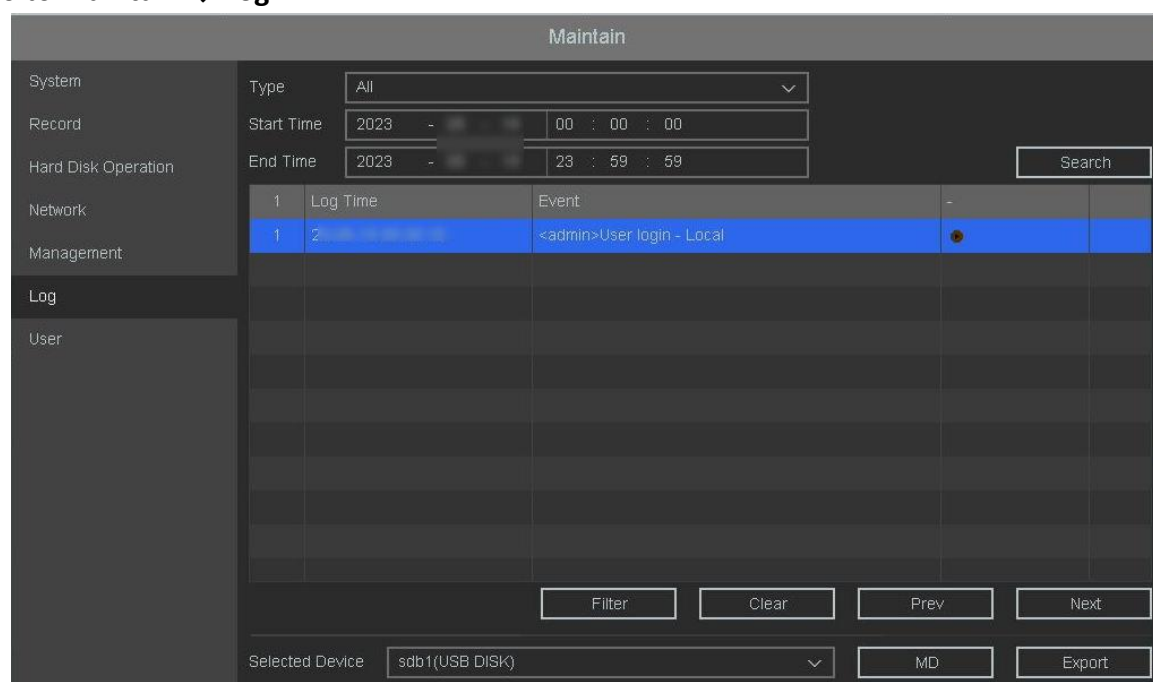 Maintain
System
Record
Hard Disk Operation
Network
Management
Log
User
Type All
Start Time 2023 - 00 : 00 : 00
End Time 2023 - 23 : 59 : 59
Search
1 Log Time Event -
1 2 <admin>User login - Local
Filter Clear Prev Next
Selected Device sdb1(USB DISK) MD Export